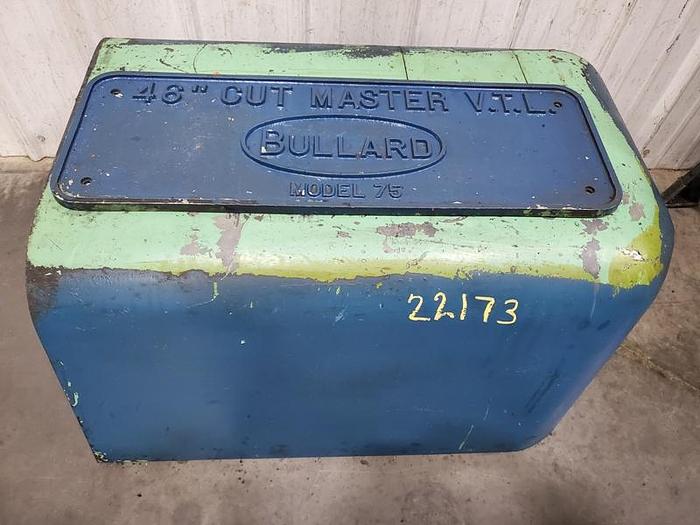 46" CUT MASTER V.T.L.
BULLARD
MODEL 75
22173